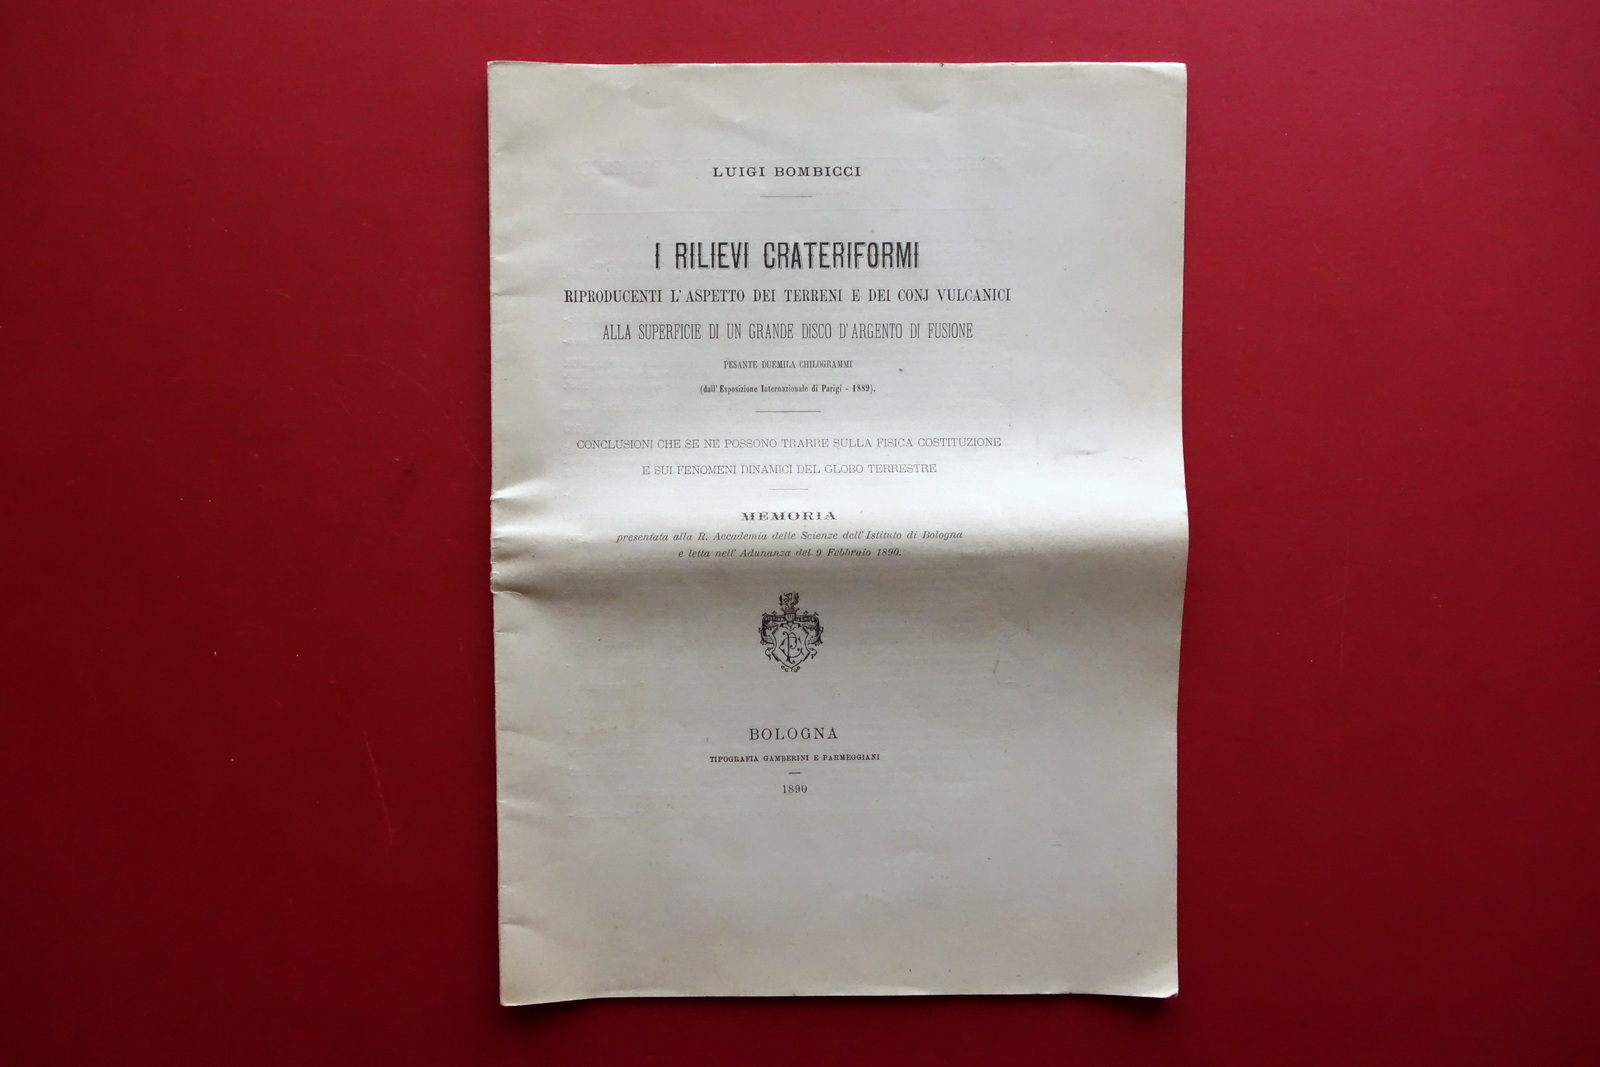 LUIGI BOMBICCI
I RILIEVI CRATERIFORMI
RIPRODUCENTI L'ASPETTO DEI TERRENI E DEI CONJ VULCANICI
ALLA SUPERFICIE DI UN GRANDE DISCO D'ARGENTO DI FUSIONE
PESANTE DUEMILA CHILOGRAMMI
(dall'Esposizione Internazionale di Parigi - 1889).
CONCLUSIONI CHE SE NE POSSONO TRARRE SULLA FISICA COSTITUZIONE
E SUI FENOMENI DINAMICI DEL GLOBO TERRESTRE
MEMORIA
presentata alla R. Accademia delle Scienze dell'Istituto di Bologna
e letta nell'Adunanza del 9 Febbraio 1890.
BOLOGNA
TIPOGRAFIA GAMBERINI E PARMEGGIANI
1890